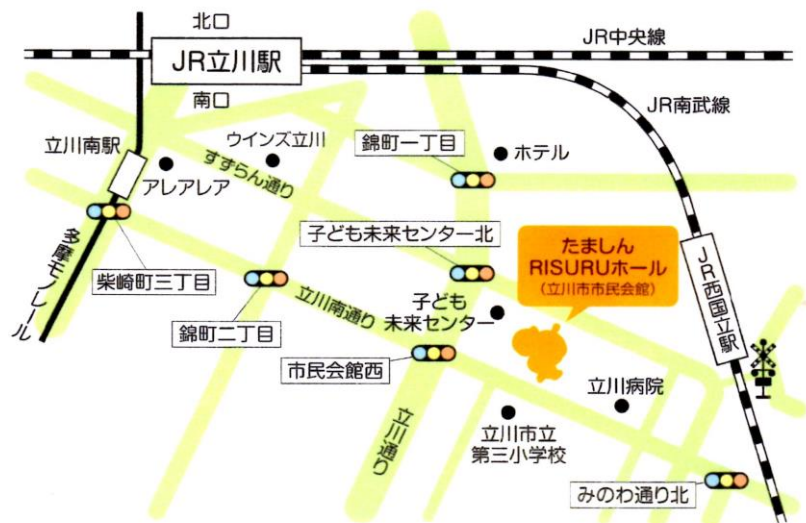 北口
JR中央線
JR立川駅
南口
JR南武線
立川南駅
ウインズ立川
錦町一丁目
ホテル
アレアレア
すずらん通り
子ども未来センター北
たましん
RISURUホール
(立川市市民会館)
多摩モノレール
柴崎町三丁目
JR西国立駅
錦町二丁目
立川南通り
子ども
未来センター
市民会館西
立川病院
立川通り
立川市立
第三小学校
みのわ通り北